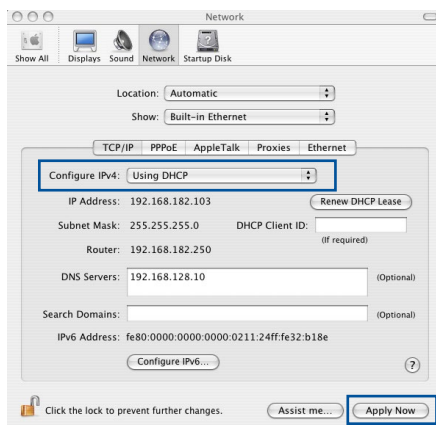 Network
Show All Displays Sound Network Startup Disk
Location: Automatic
Show: Built-in Ethernet
TCP/IP PPPoE AppleTalk Proxies Ethernet
Configure IPv4: Using DHCP
IP Address: 192.168.182.103 Renew DHCP Lease
Subnet Mask: 255.255.255.0 DHCP Client ID:
(If required)
Router: 192.168.182.250
DNS Servers: 192.168.128.10 (Optional)
Search Domains: (Optional)
IPv6 Address: fe80:0000:0000:0000:0211:24ff:fe32:b18e
Configure IPv6... ?
Click the lock to prevent further changes. Assist me... Apply Now